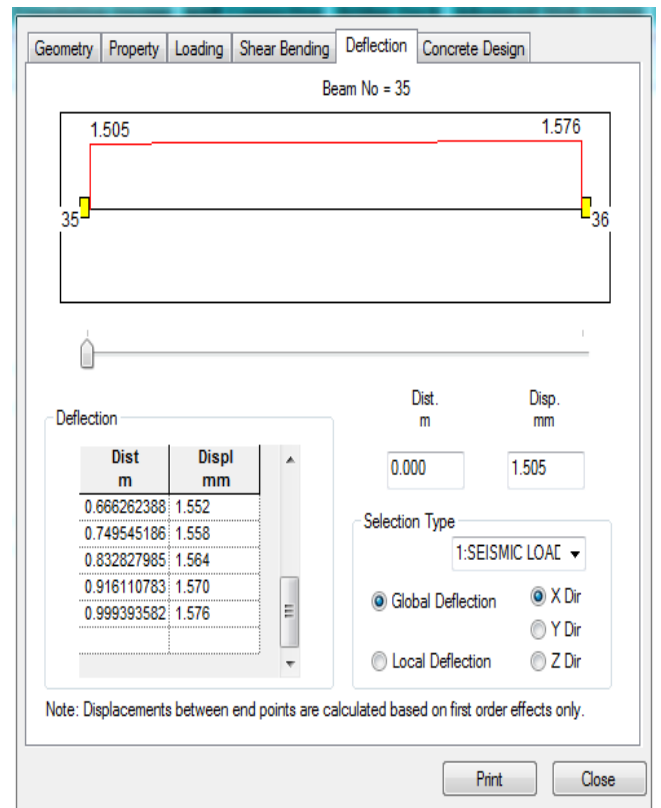 Geometry Property Loading Shear Bending Deflection Concrete Design
Beam No = 35
1.505 1.576
35 36
Dist. Disp.
m mm
0.000 1.505
Deflection
Dist Displ
m mm
0.666262388 1.552
0.749545186 1.558
0.832827985 1.564
0.916110783 1.570
0.999393582 1.576
Selection Type
1:SEISMIC LOAD
Global Deflection X Dir
Y Dir
Local Deflection Z Dir
Note: Displacements between end points are calculated based on first order effects only.
Print Close